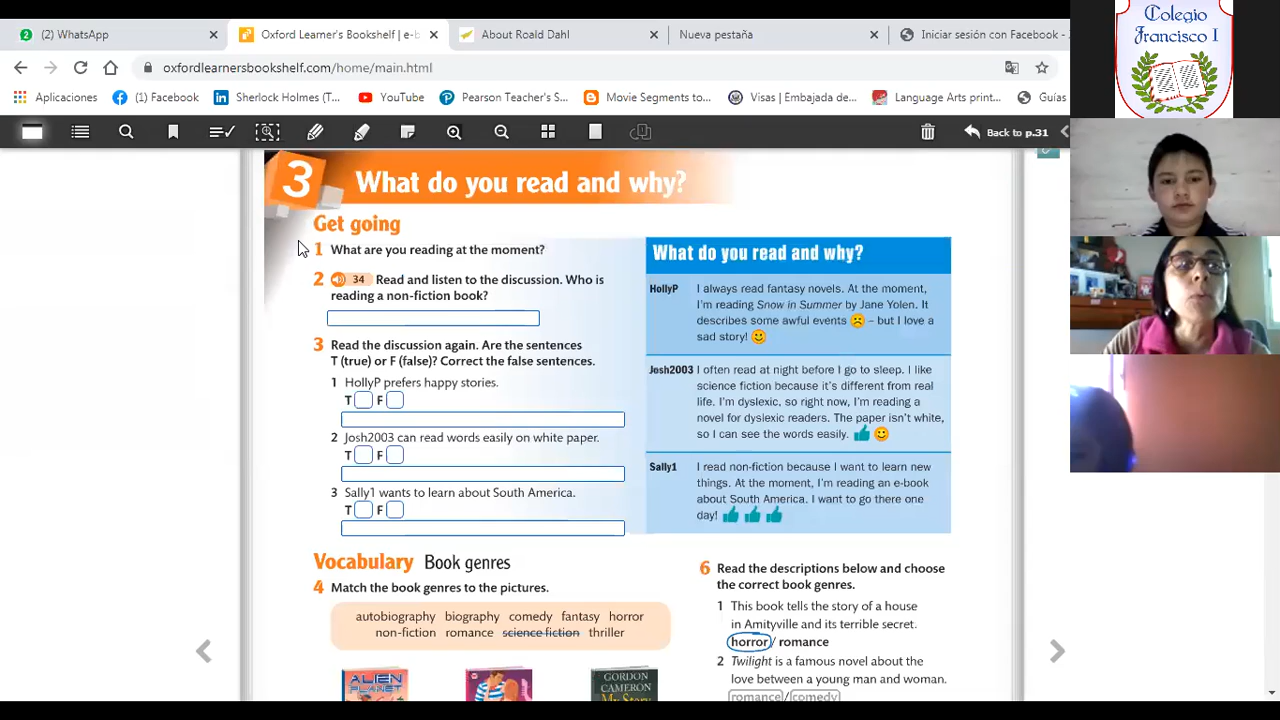 (2) WhatsApp
Oxford Learner's Bookshelf | e-b
About Roald Dahl
Nueva pestaña
Iniciar sesión con Facebook -
oxfordlearnersbookshelf.com/home/main.html
Aplicaciones
(1) Facebook
Sherlock Holmes (T...
YouTube
Pearson Teacher's S...
Movie Segments to...
Visas | Embajada de...
Language Arts print...
Guías
Back to p.31
Colegio
Francisco I
3 What do you read and why?
Get going
1 What are you reading at the moment?
2 34 Read and listen to the discussion. Who is
reading a non-fiction book?
3 Read the discussion again. Are the sentences
T (true) or F (false)? Correct the false sentences.
1 HollyP prefers happy stories.
T F
2 Josh2003 can read words easily on white paper.
T F
3 Sally1 wants to learn about South America.
T F
What do you read and why?
HollyP I always read fantasy novels. At the moment,
I'm reading Snow in Summer by Jane Yolen. It
describes some awful events – but I love a
sad story!
Josh2003 I often read at night before I go to sleep. I like
science fiction because it's different from real
life. I'm dyslexic, so right now, I'm reading a
novel for dyslexic readers. The paper isn't white,
so I can see the words easily.
Sally1 I read non-fiction because I want to learn new
things. At the moment, I'm reading an e-book
about South America. I want to go there one
day!
Vocabulary Book genres
4 Match the book genres to the pictures.
autobiography biography comedy fantasy horror
non-fiction romance science fiction thriller
ALIEN
PLANET
GORDON
CAMERON
My Story
6 Read the descriptions below and choose
the correct book genres.
1 This book tells the story of a house
in Amityville and its terrible secret.
horror / romance
2 Twilight is a famous novel about the
love between a young man and woman.
romance / comedy